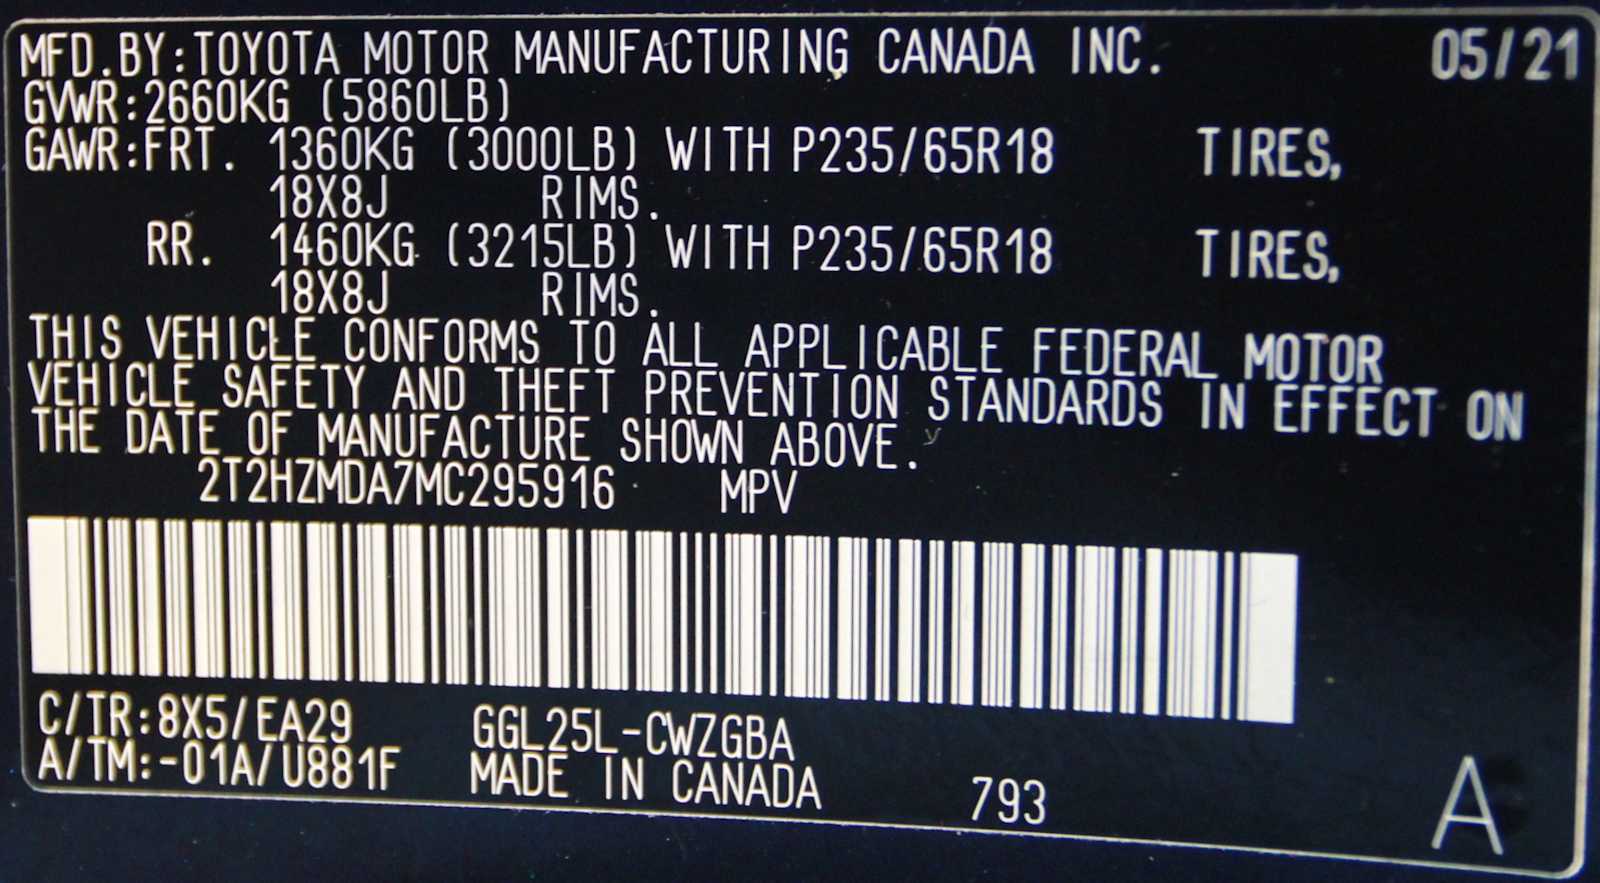 MFD.BY:TOYOTA MOTOR MANUFACTURING CANADA INC. 05/21
GVWR:2660KG (5860LB)
GAWR:FRT. 1360KG (3000LB) WITH P235/65R18 TIRES,
18X8J RIMS.
RR. 1460KG (3215LB) WITH P235/65R18 TIRES,
18X8J RIMS.
THIS VEHICLE CONFORMS TO ALL APPLICABLE FEDERAL MOTOR
VEHICLE SAFETY AND THEFT PREVENTION STANDARDS IN EFFECT ON
THE DATE OF MANUFACTURE SHOWN ABOVE.
2T2HZMDA7MC295916 MPV
C/TR:8X5/EA29 GGL25L-CWZGBA
A/TM:-01A/U881F MADE IN CANADA 793 A